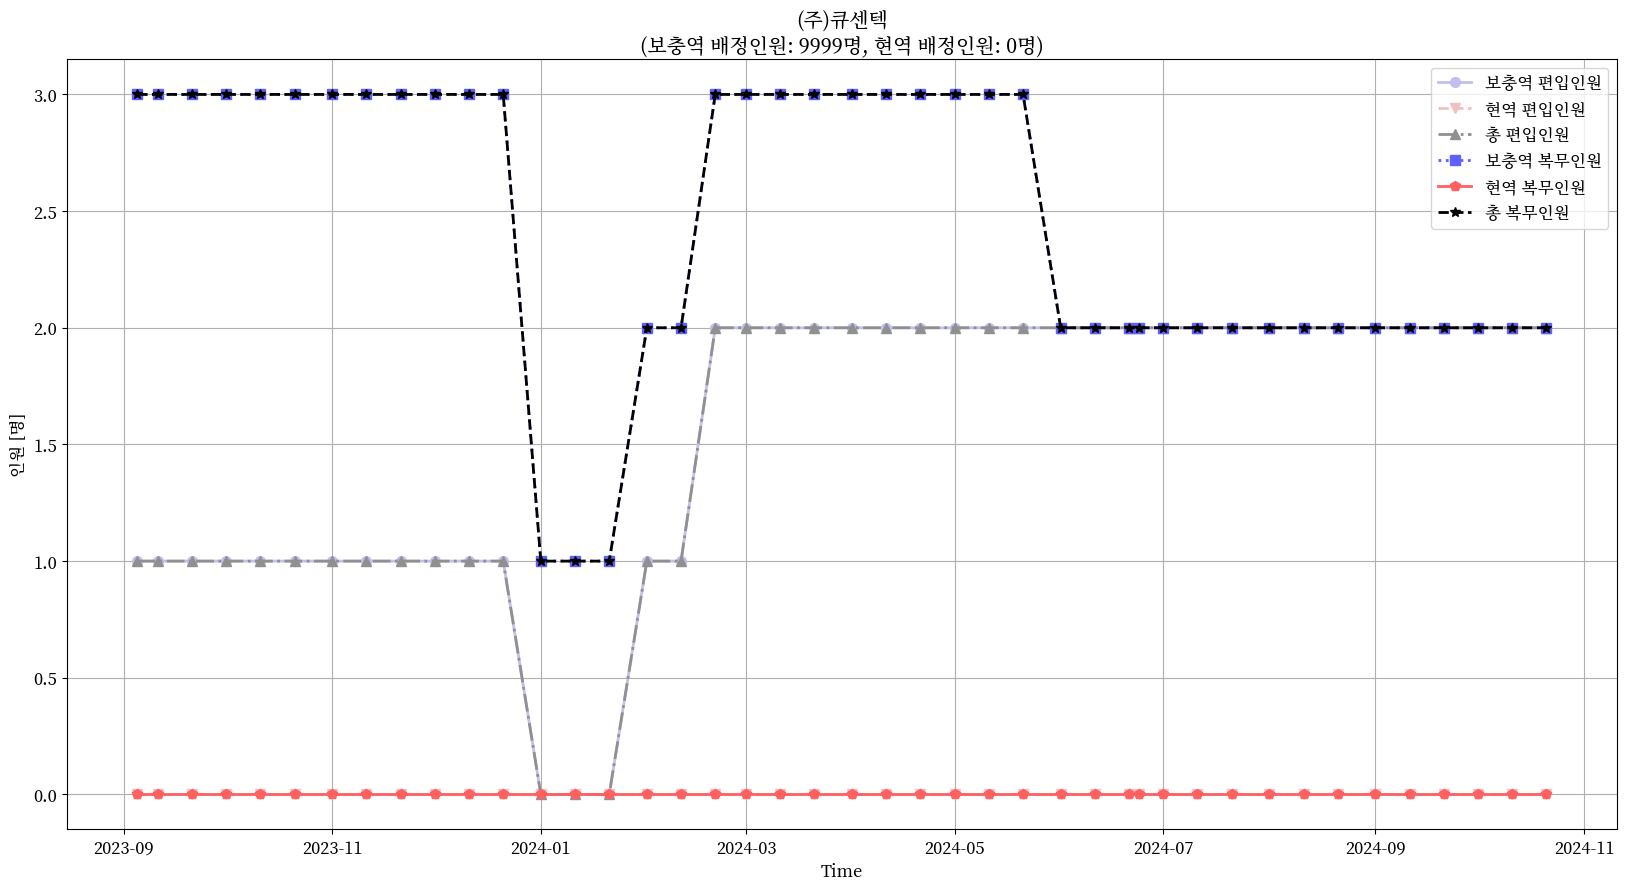 (주)큐센텍
(보충역 배정인원: 9999명, 현역 배정인원: 0명)
보충역 편입인원
현역 편입인원
총 편입인원
보충역 복무인원
현역 복무인원
총 복무인원
인원 [명]
3.0
2.5
2.0
1.5
1.0
0.5
0.0
2023-09
2023-11
2024-01
2024-03
2024-05
2024-07
2024-09
2024-11
Time